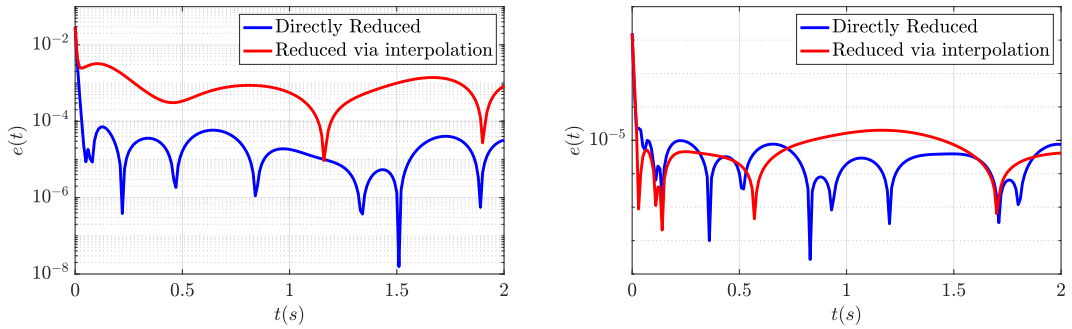 Directly Reduced
Reduced via interpolation
10^{-2}
10^{-4}
10^{-6}
10^{-8}
e(t)
0 0.5 1 1.5 2
t(s)
Directly Reduced
Reduced via interpolation
10^{-5}
e(t)
0 0.5 1 1.5 2
t(s)